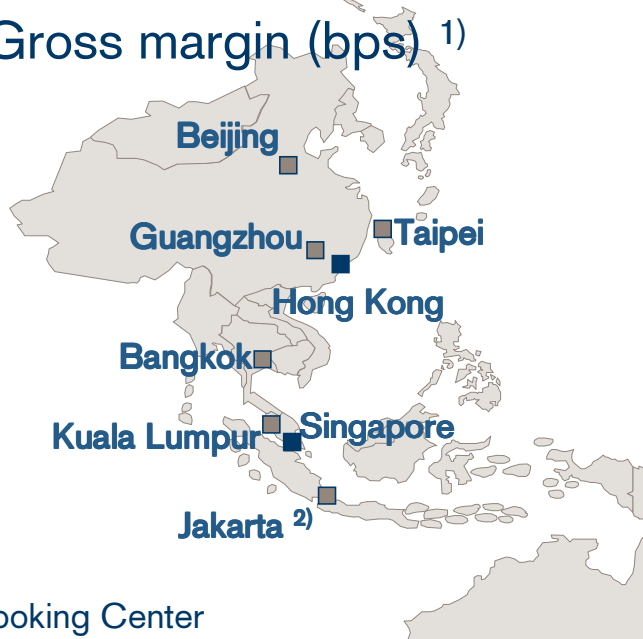 Gross margin (bps) 1)
Beijing
Guangzhou
Taipei
Hong Kong
Bangkok
Singapore
Kuala Lumpur
Jakarta 2)
ooking Center